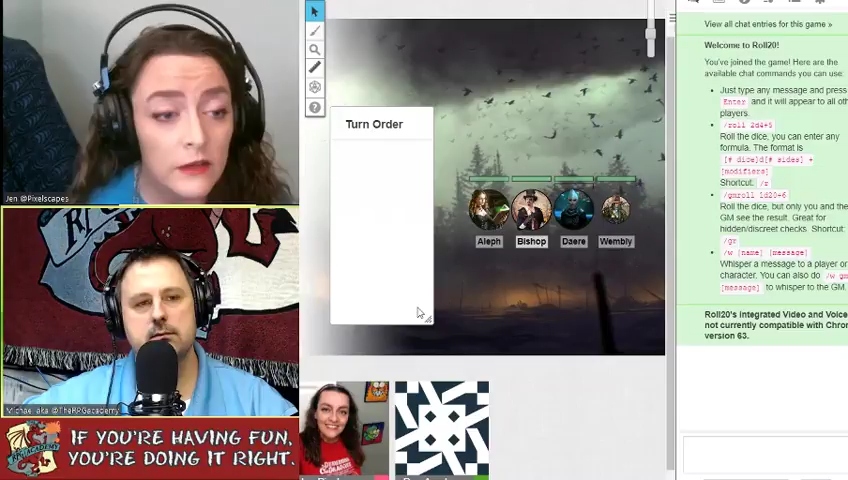 View all chat entries for this game »
Welcome to Roll20!
You've joined the game! Here are the
available chat commands you can use:
Just type any message and press
Enter and it will appear to all oth
players.
/roll 2d4+5
Roll the dice, you can enter any
formula. The format is
[# dice]d[# sides] +
[modifiers]
Shortcut: /r
/gmroll 1d20+6
Roll the dice, but only you and the
GM see the result. Great for
hidden/discreet checks. Shortcut:
/gr
/w [name] [message]
Whisper a message to a player or
character. You can also do /w gm
[message] to whisper to the GM.
Roll20's integrated Video and Voice
not currently compatible with Chro
version 63.
Turn Order
Aleph
Bishop
Daere
Wembly
Jen @Pixelscapes
Michael aka @TheRPGacademy
RPG ACADEMY
IF YOU'RE HAVING FUN,
YOU'RE DOING IT RIGHT.